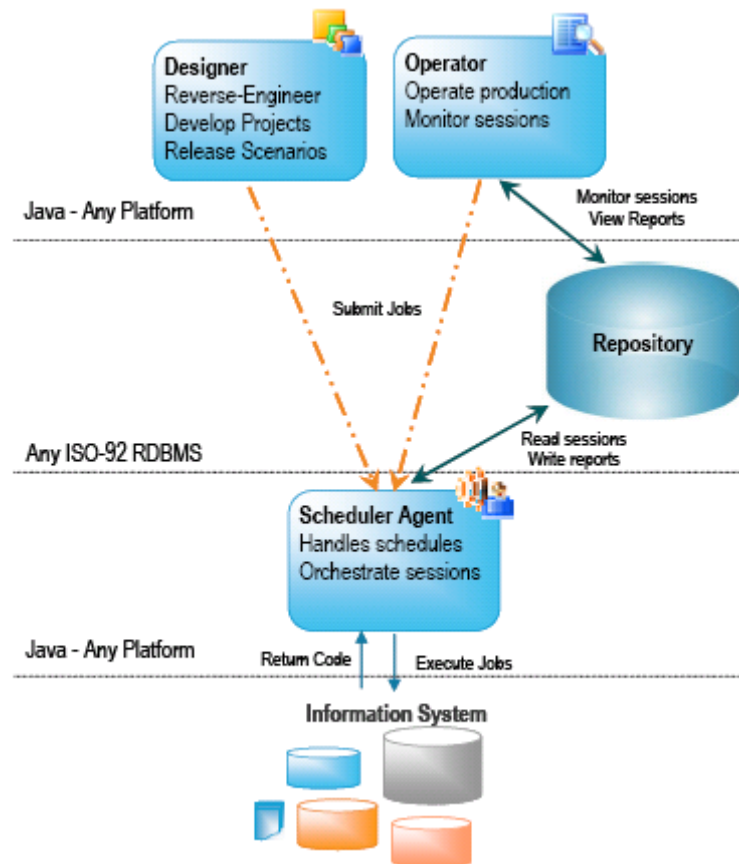 Designer
Reverse-Engineer
Develop Projects
Release Scenarios
Operator
Operate production
Monitor sessions
Java - Any Platform
Monitor sessions
View Reports
Submit Jobs
Repository
Any ISO-92 RDBMS
Read sessions
Write reports
Scheduler Agent
Handles schedules
Orchestrate sessions
Java - Any Platform
Return Code
Execute Jobs
Information System